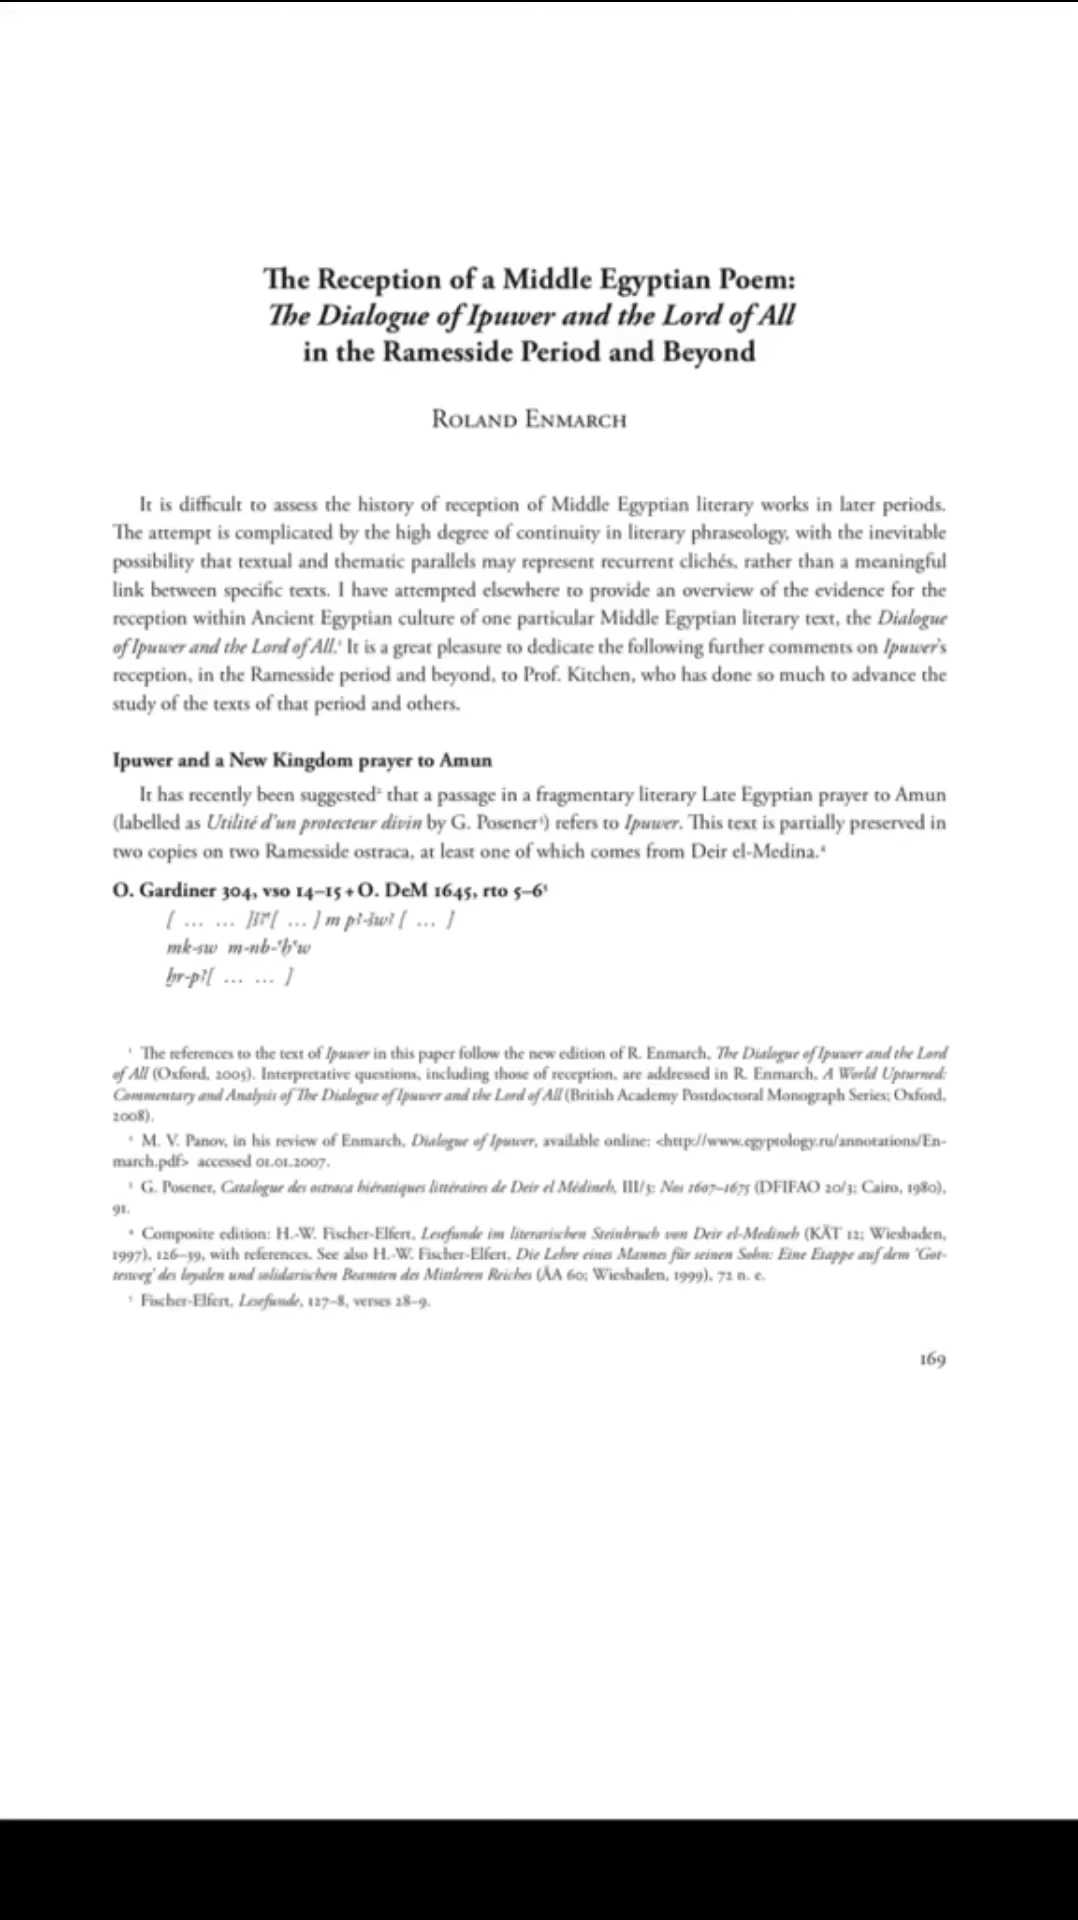 The Reception of a Middle Egyptian Poem:
The Dialogue of Ipuwer and the Lord of All
in the Ramesside Period and Beyond
Roland Enmarch
It is difficult to assess the history of reception of Middle Egyptian literary works in later periods.
The attempt is complicated by the high degree of continuity in literary phraseology, with the inevitable
possibility that textual and thematic parallels may represent recurrent clichés, rather than a meaningful
link between specific texts. I have attempted elsewhere to provide an overview of the evidence for the
reception within Ancient Egyptian culture of one particular Middle Egyptian literary text, the Dialogue
of Ipuwer and the Lord of All.¹ It is a great pleasure to dedicate the following further comments on Ipuwer's
reception, in the Ramesside period and beyond, to Prof. Kitchen, who has done so much to advance the
study of the texts of that period and others.
Ipuwer and a New Kingdom prayer to Amun
It has recently been suggested² that a passage in a fragmentary literary Late Egyptian prayer to Amun
(labelled as Utilité d'un protecteur divin by G. Posener³) refers to Ipuwer. This text is partially preserved in
two copies on two Ramesside ostraca, at least one of which comes from Deir el-Medina.⁴
O. Gardiner 304, vso 14–15 + O. DeM 1645, rto 5–6⁵
[ ... ... ] [ ... ] m pꜣ-šwꜣ [ ... ]
mk-sw m-nb-ꜥḥꜥw
ḫr-pꜣ[ ... ... ]
¹ The references to the text of Ipuwer in this paper follow the new edition of R. Enmarch, The Dialogue of Ipuwer and the Lord
of All (Oxford, 2005). Interpretative questions, including those of reception, are addressed in R. Enmarch, A World Upturned:
Commentary and Analysis of The Dialogue of Ipuwer and the Lord of All (British Academy Postdoctoral Monograph Series; Oxford,
2008).
² M. V. Panov, in his review of Enmarch, Dialogue of Ipuwer, available online: <http://www.egyptology.ru/annotations/En-
march.pdf> accessed 01.01.2007.
³ G. Posener, Catalogue des ostraca hiératiques littéraires de Deir el Médineh, III/3: Nos 1607–1675 (DFIFAO 20/3; Cairo, 1980),
91.
⁴ Composite edition: H.-W. Fischer-Elfert, Lesefunde im literarischen Steinbruch von Deir el-Medineh (KÄT 12; Wiesbaden,
1997), 126–39, with references. See also H.-W. Fischer-Elfert, Die Lehre eines Mannes für seinen Sohn: Eine Etappe auf dem 'Got-
tesweg' des loyalen und solidarischen Beamten des Mittleren Reiches (ÄA 60; Wiesbaden, 1999), 72 n. e.
⁵ Fischer-Elfert, Lesefunde, 127–8, verses 28–9.
169